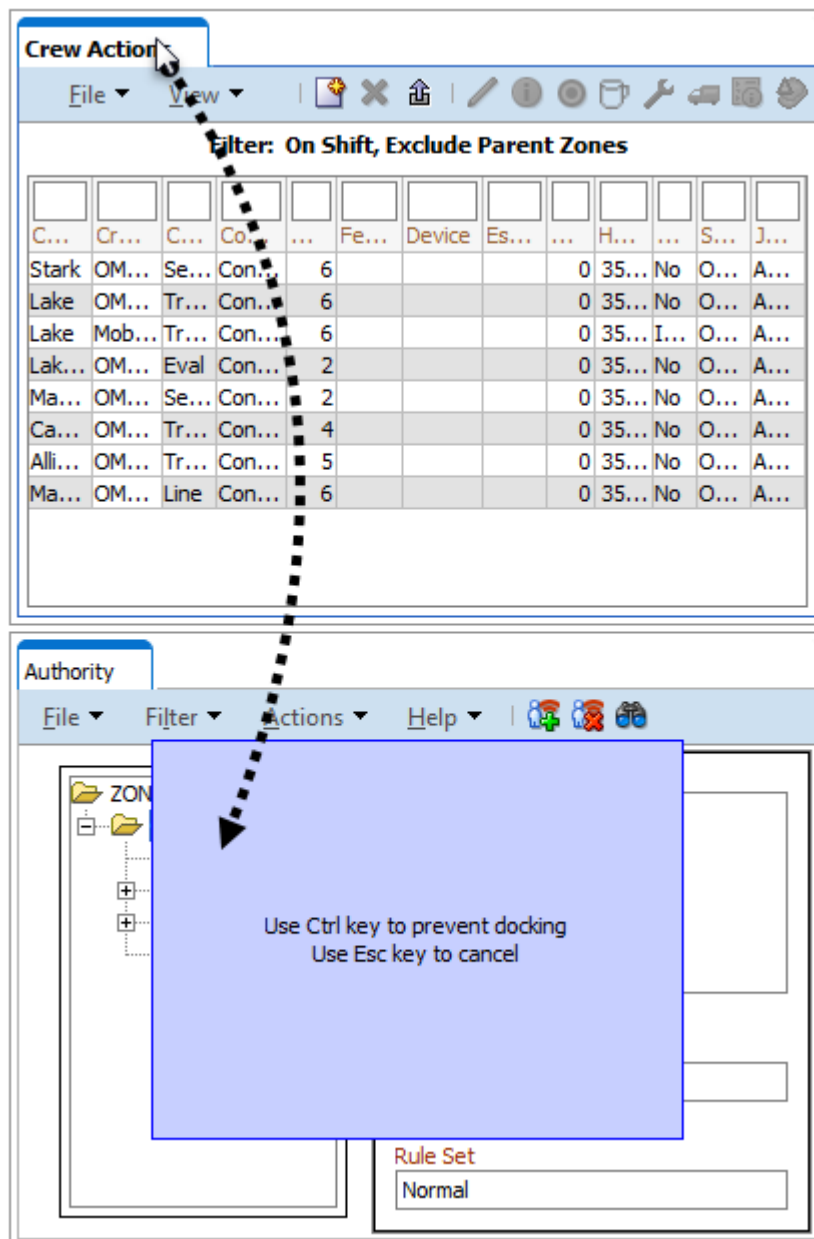 Crew Actions
File View
Filter: On Shift, Exclude Parent Zones
C... Cr... C... Co... ... Fe... Device Es... ... H... ... S... J...
Stark OM... Se... Con... 6 0 35... No O... A...
Lake OM... Tr... Con... 6 0 35... No O... A...
Lake Mob... Tr... Con... 6 0 35... I... O... A...
Lak... OM... Eval Con... 2 0 35... No O... A...
Ma... OM... Se... Con... 2 0 35... No O... A...
Ca... OM... Tr... Con... 4 0 35... No O... A...
Alli... OM... Tr... Con... 5 0 35... No O... A...
Ma... OM... Line Con... 6 0 35... No O... A...
Authority
File Filter Actions Help
ZON
Use Ctrl key to prevent docking
Use Esc key to cancel
Rule Set
Normal